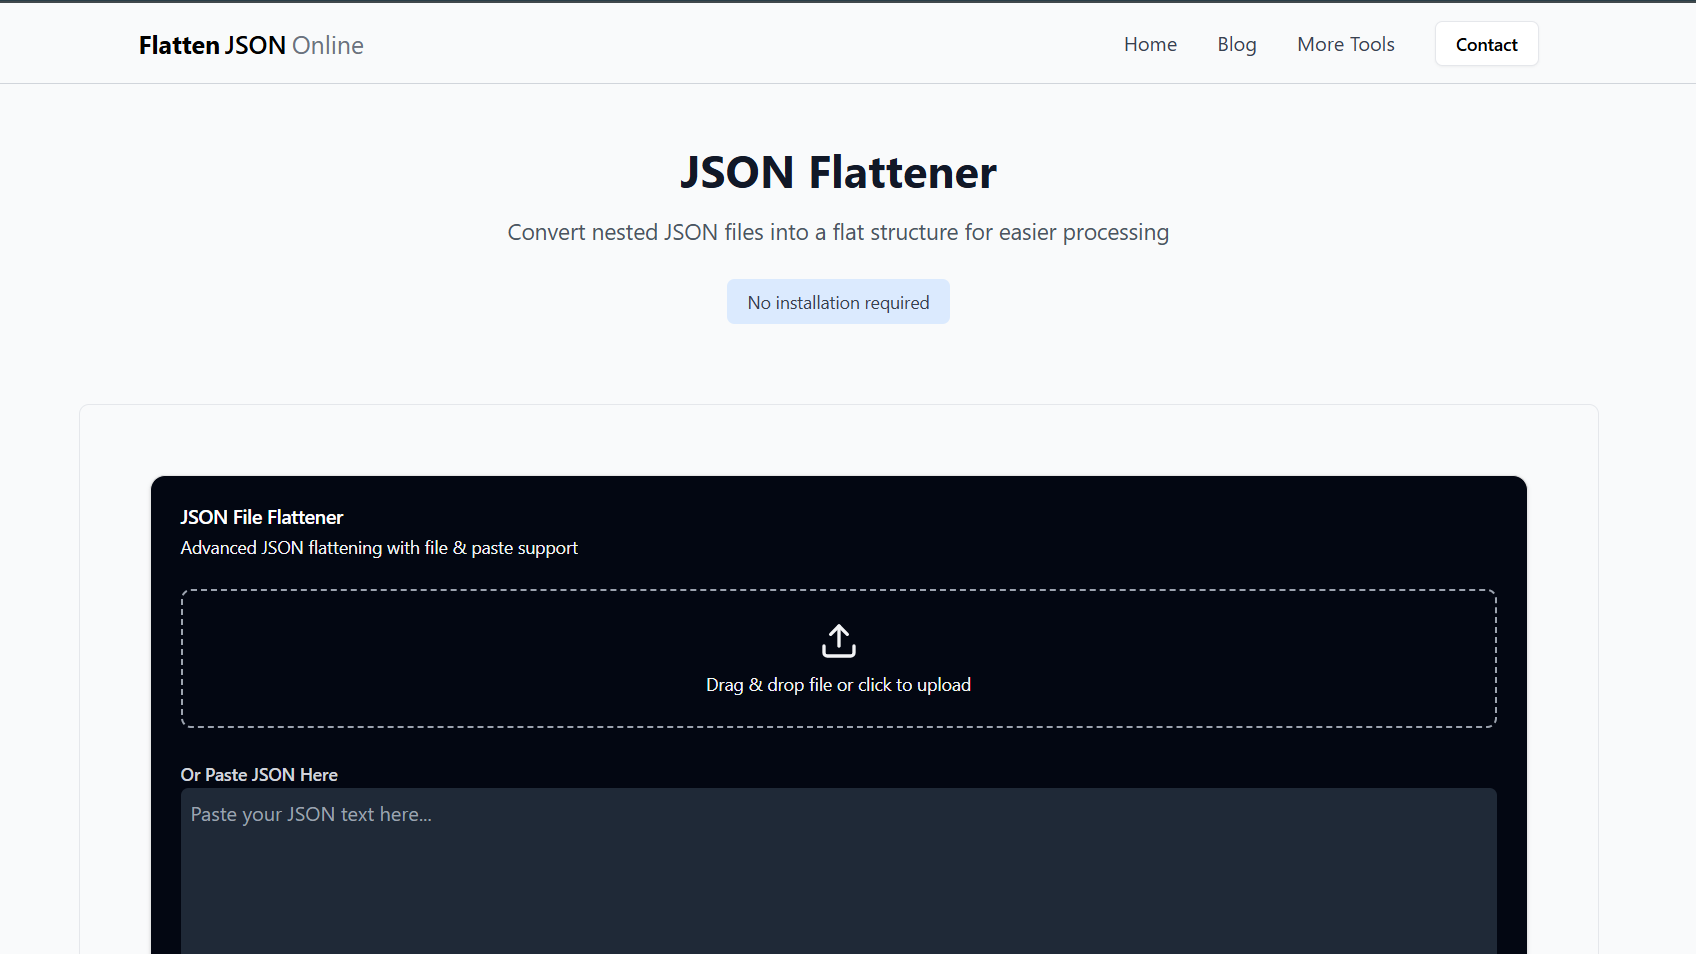 Flatten JSON Online
Home
Blog
More Tools
Contact
JSON Flattener
Convert nested JSON files into a flat structure for easier processing
No installation required
JSON File Flattener
Advanced JSON flattening with file & paste support
Drag & drop file or click to upload
Or Paste JSON Here
Paste your JSON text here...